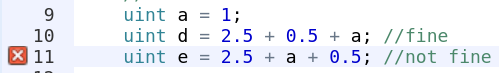 9 uint a = 1;
10 uint d = 2.5 + 0.5 + a; //fine
11 uint e = 2.5 + a + 0.5; //not fine